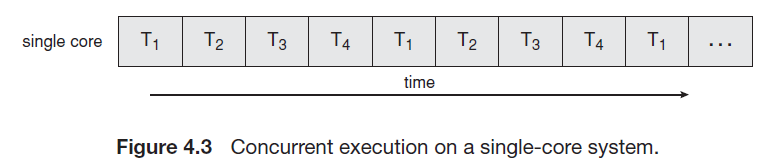 single core T1 T2 T3 T4 T1 T2 T3 T4 T1 ...
time
Figure 4.3 Concurrent execution on a single-core system.